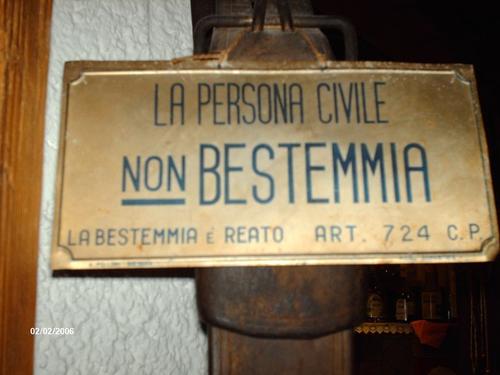 LA PERSONA CIVILE
NON BESTEMMIA
LA BESTEMMIA È REATO ART. 724 C.P.
02/02/2006